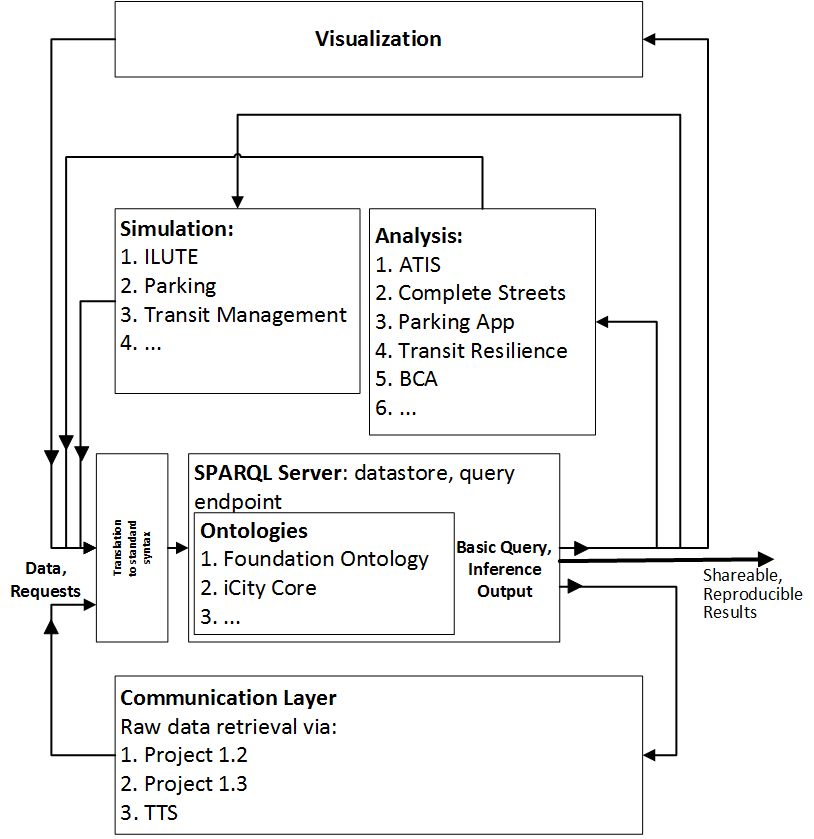 Visualization
Simulation:
1. ILUTE
2. Parking
3. Transit Management
4. ...
Analysis:
1. ATIS
2. Complete Streets
3. Parking App
4. Transit Resilience
5. BCA
6. ...
Data,
Requests
Translation
to standard
syntax
SPARQL Server: datastore, query
endpoint
Ontologies
1. Foundation Ontology
2. iCity Core
3. ...
Basic Query,
Inference
Output
Shareable,
Reproducible
Results
Communication Layer
Raw data retrieval via:
1. Project 1.2
2. Project 1.3
3. TTS